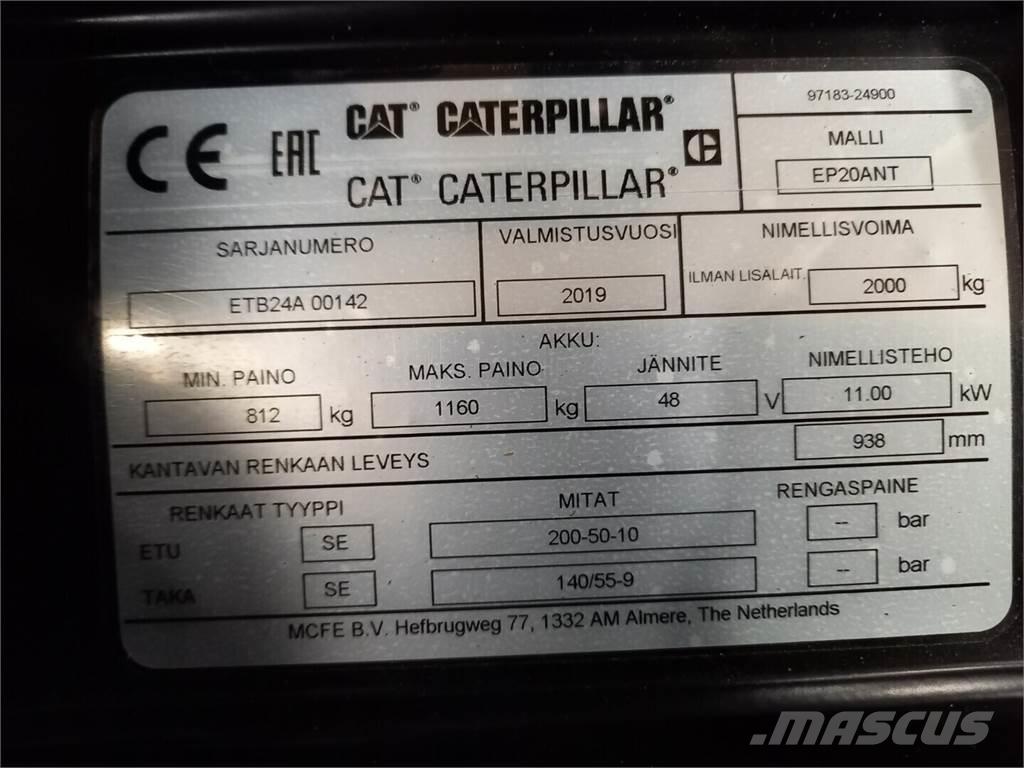 CE EAC CAT® CATERPILLAR®
CAT® CATERPILLAR®
97183-24900
MALLI
EP20ANT
SARJANUMERO
ETB24A 00142
VALMISTUSVUOSI
2019
NIMELLISVOIMA
ILMAN LISALAIT. 2000 kg
AKKU:
MIN. PAINO MAKS. PAINO JÄNNITE NIMELLISTEHO
812 kg 1160 kg 48 V 11.00 kW
KANTAVAN RENKAAN LEVEYS 938 mm
RENKAAT TYYPPI MITAT RENGASPAINE
ETU SE 200-50-10 -- bar
TAKA SE 140/55-9 -- bar
MCFE B.V. Hefbrugweg 77, 1332 AM Almere, The Netherlands
MASCUS